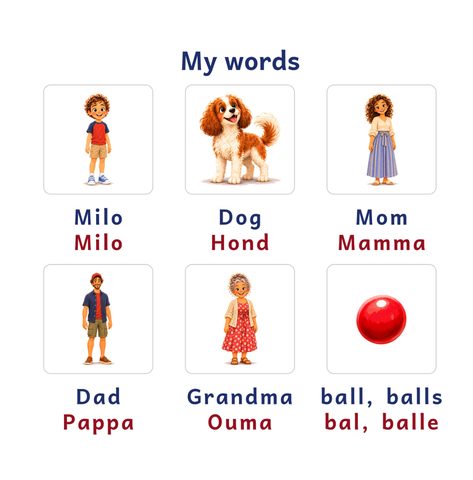 My words
Milo
Milo
Dog
Hond
Mom
Mamma
Dad
Pappa
Grandma
Ouma
ball, balls
bal, balle